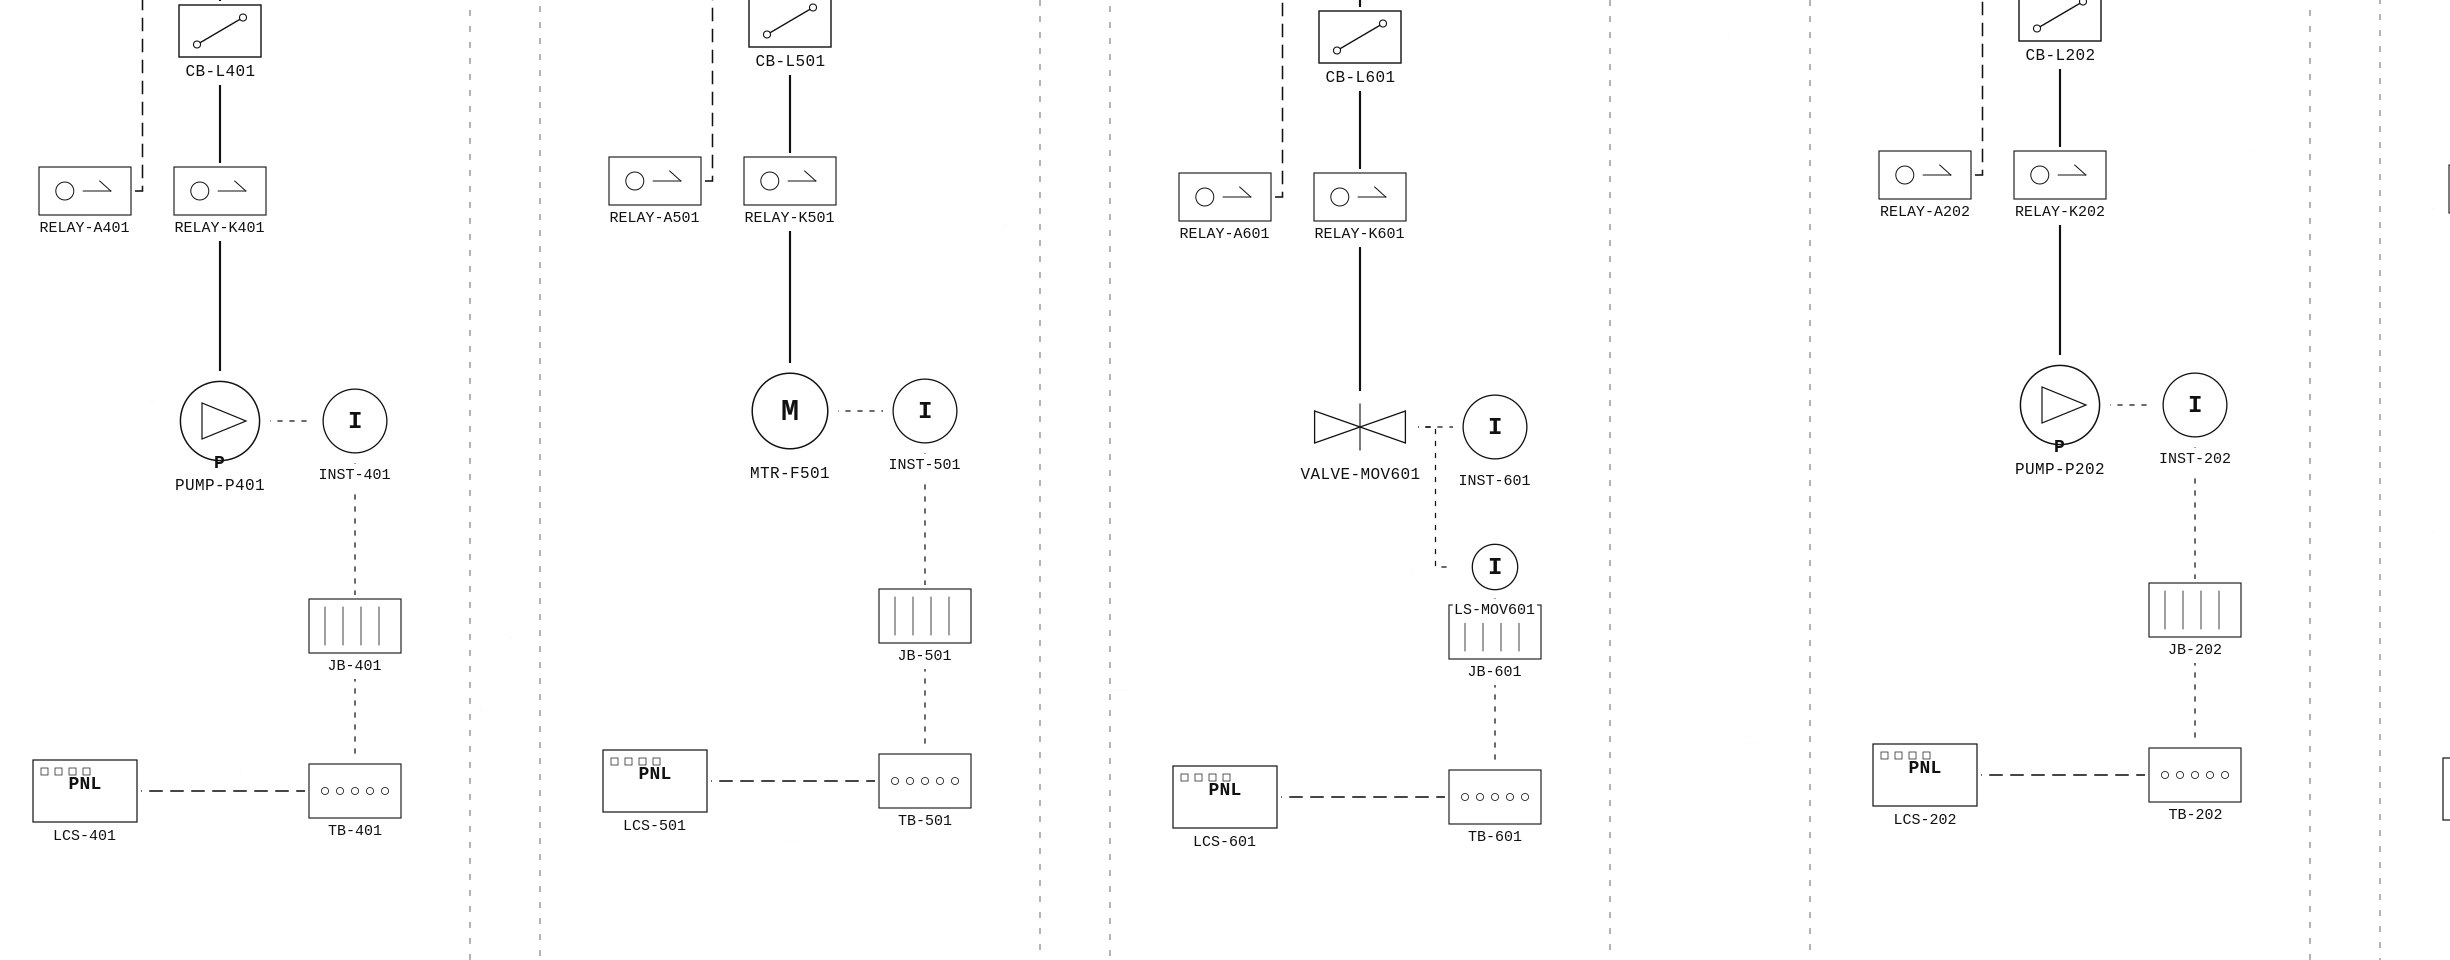 CB-L401
RELAY-A401
RELAY-K401
P
PUMP-P401
I
INST-401
JB-401
PNL
LCS-401
TB-401
CB-L501
RELAY-A501
RELAY-K501
M
MTR-F501
I
INST-501
JB-501
PNL
LCS-501
TB-501
CB-L601
RELAY-A601
RELAY-K601
VALVE-MOV601
I
INST-601
I
LS-MOV601
JB-601
PNL
LCS-601
TB-601
CB-L202
RELAY-A202
RELAY-K202
P
PUMP-P202
I
INST-202
JB-202
PNL
LCS-202
TB-202